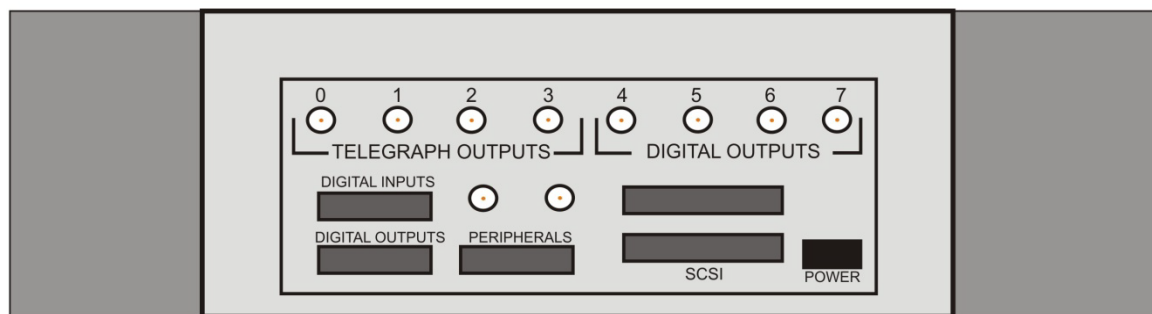 0 1 2 3 4 5 6 7
TELEGRAPH OUTPUTS DIGITAL OUTPUTS
DIGITAL INPUTS
DIGITAL OUTPUTS PERIPHERALS
SCSI POWER